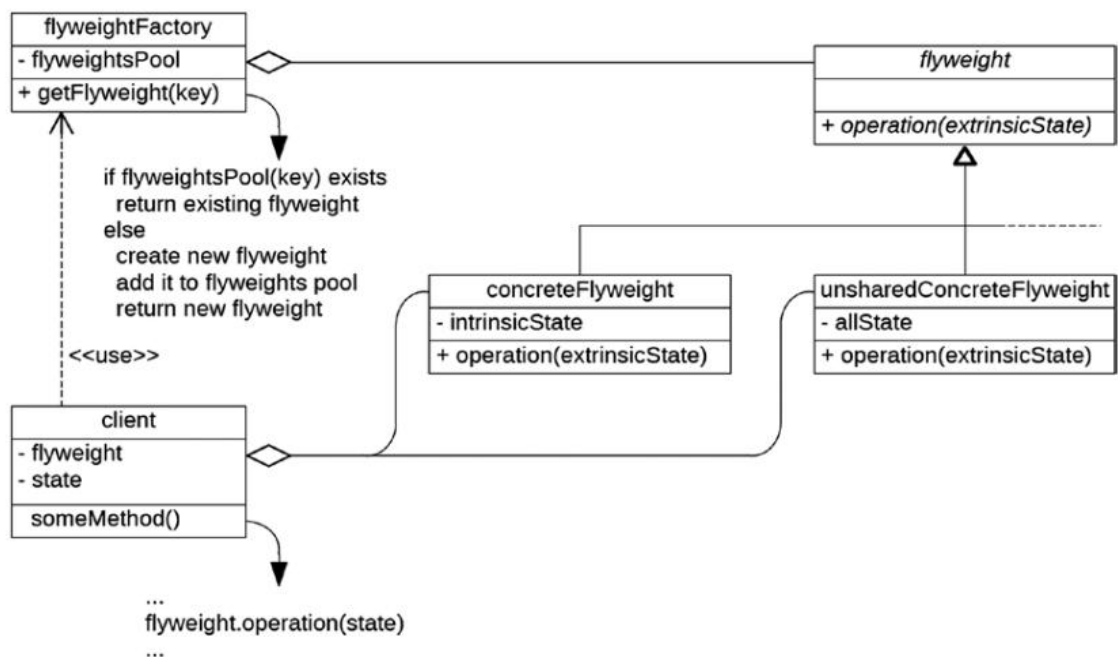 flyweightFactory
- flyweightsPool
+ getFlyweight(key)
flyweight
+ operation(extrinsicState)
if flyweightsPool(key) exists
return existing flyweight
else
create new flyweight
add it to flyweights pool
return new flyweight
concreteFlyweight
- intrinsicState
+ operation(extrinsicState)
unsharedConcreteFlyweight
- allState
+ operation(extrinsicState)
<<use>>
client
- flyweight
- state
someMethod()
...
flyweight.operation(state)
...